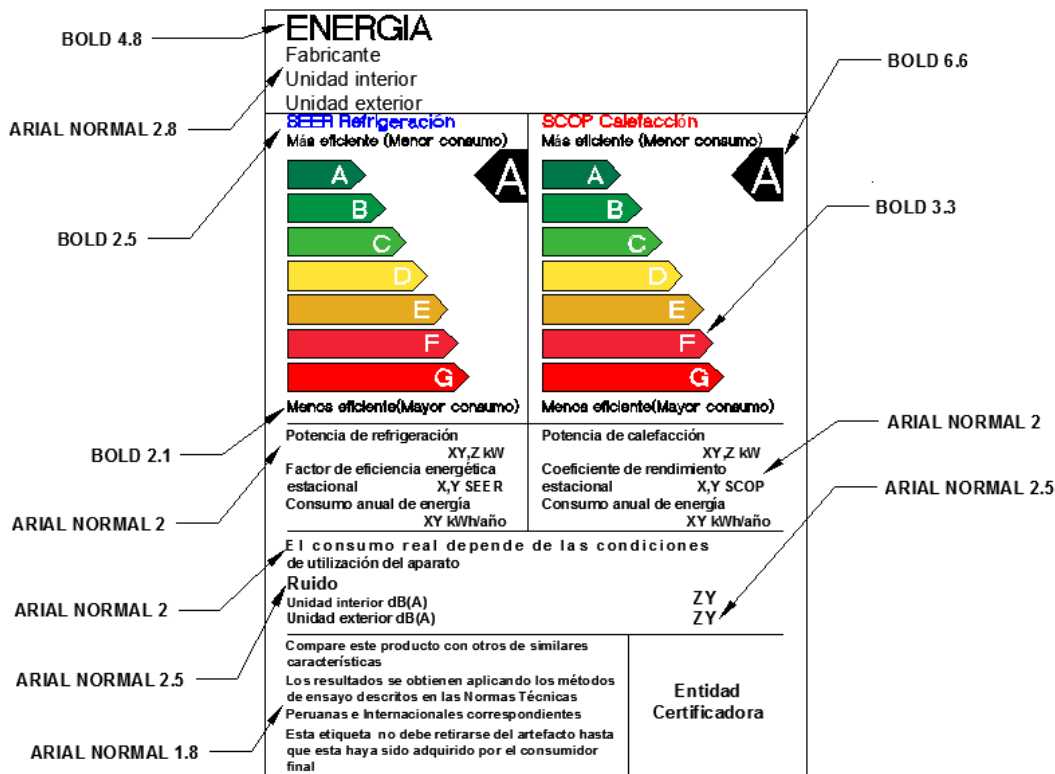 BOLD 4.8
ENERGIA
Fabricante
Unidad interior
Unidad exterior
BOLD 6.6
ARIAL NORMAL 2.8
SEER Refrigeración
Más eficiente (Menor consumo)
A
A
B
C
D
E
F
G
Menos eficiente(Mayor consumo)
SCOP Calefacción
Más eficiente (Menor consumo)
A
A
B
C
D
E
F
G
Menos eficiente(Mayor consumo)
BOLD 2.5
BOLD 3.3
BOLD 2.1
Potencia de refrigeración
XY,Z kW
Factor de eficiencia energética
estacional X,Y SEER
Consumo anual de energía
XY kWh/año
Potencia de calefacción
XY,Z kW
Coeficiente de rendimiento
estacional X,Y SCOP
Consumo anual de energía
XY kWh/año
ARIAL NORMAL 2
ARIAL NORMAL 2.5
ARIAL NORMAL 2
El consumo real depende de las condiciones
de utilización del aparato
Ruido
Unidad interior dB(A) ZY
Unidad exterior dB(A) ZY
ARIAL NORMAL 2
ARIAL NORMAL 2.5
Compare este producto con otros de similares
características
Los resultados se obtienen aplicando los métodos
de ensayo descritos en las Normas Técnicas
Peruanas e Internacionales correspondientes
Esta etiqueta no debe retirarse del artefacto hasta
que esta haya sido adquirido por el consumidor
final
Entidad
Certificadora
ARIAL NORMAL 1.8